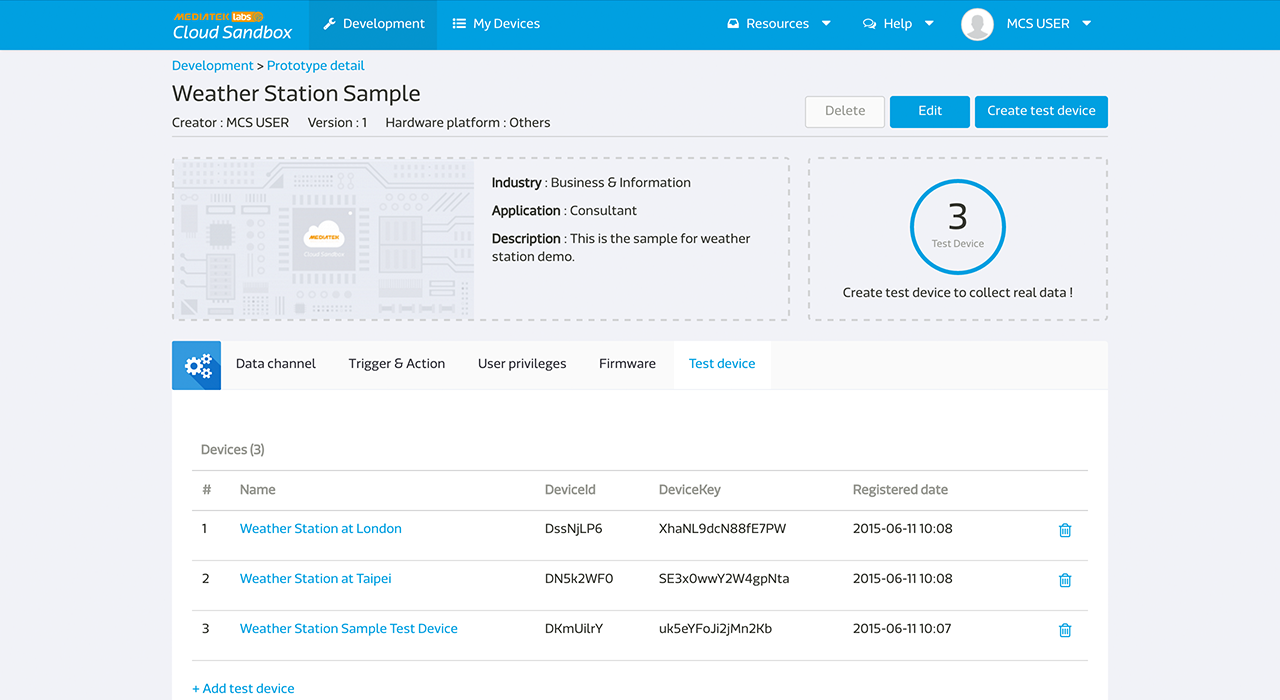 MEDIATEK labs
Cloud Sandbox
Development
My Devices
Resources
Help
MCS USER
Development > Prototype detail
Weather Station Sample
Creator : MCS USER Version : 1 Hardware platform : Others
Delete
Edit
Create test device
MEDIATEK
Cloud Sandbox
Industry : Business & Information
Application : Consultant
Description : This is the sample for weather
station demo.
3
Test Device
Create test device to collect real data !
Data channel
Trigger & Action
User privileges
Firmware
Test device
Devices (3)
# Name DeviceId DeviceKey Registered date
1 Weather Station at London DssNjLP6 XhaNL9dcN88fE7PW 2015-06-11 10:08
2 Weather Station at Taipei DN5k2WF0 SE3x0wwY2W4gpNta 2015-06-11 10:08
3 Weather Station Sample Test Device DKmUilrY uk5eYFoJi2jMn2Kb 2015-06-11 10:07
+ Add test device